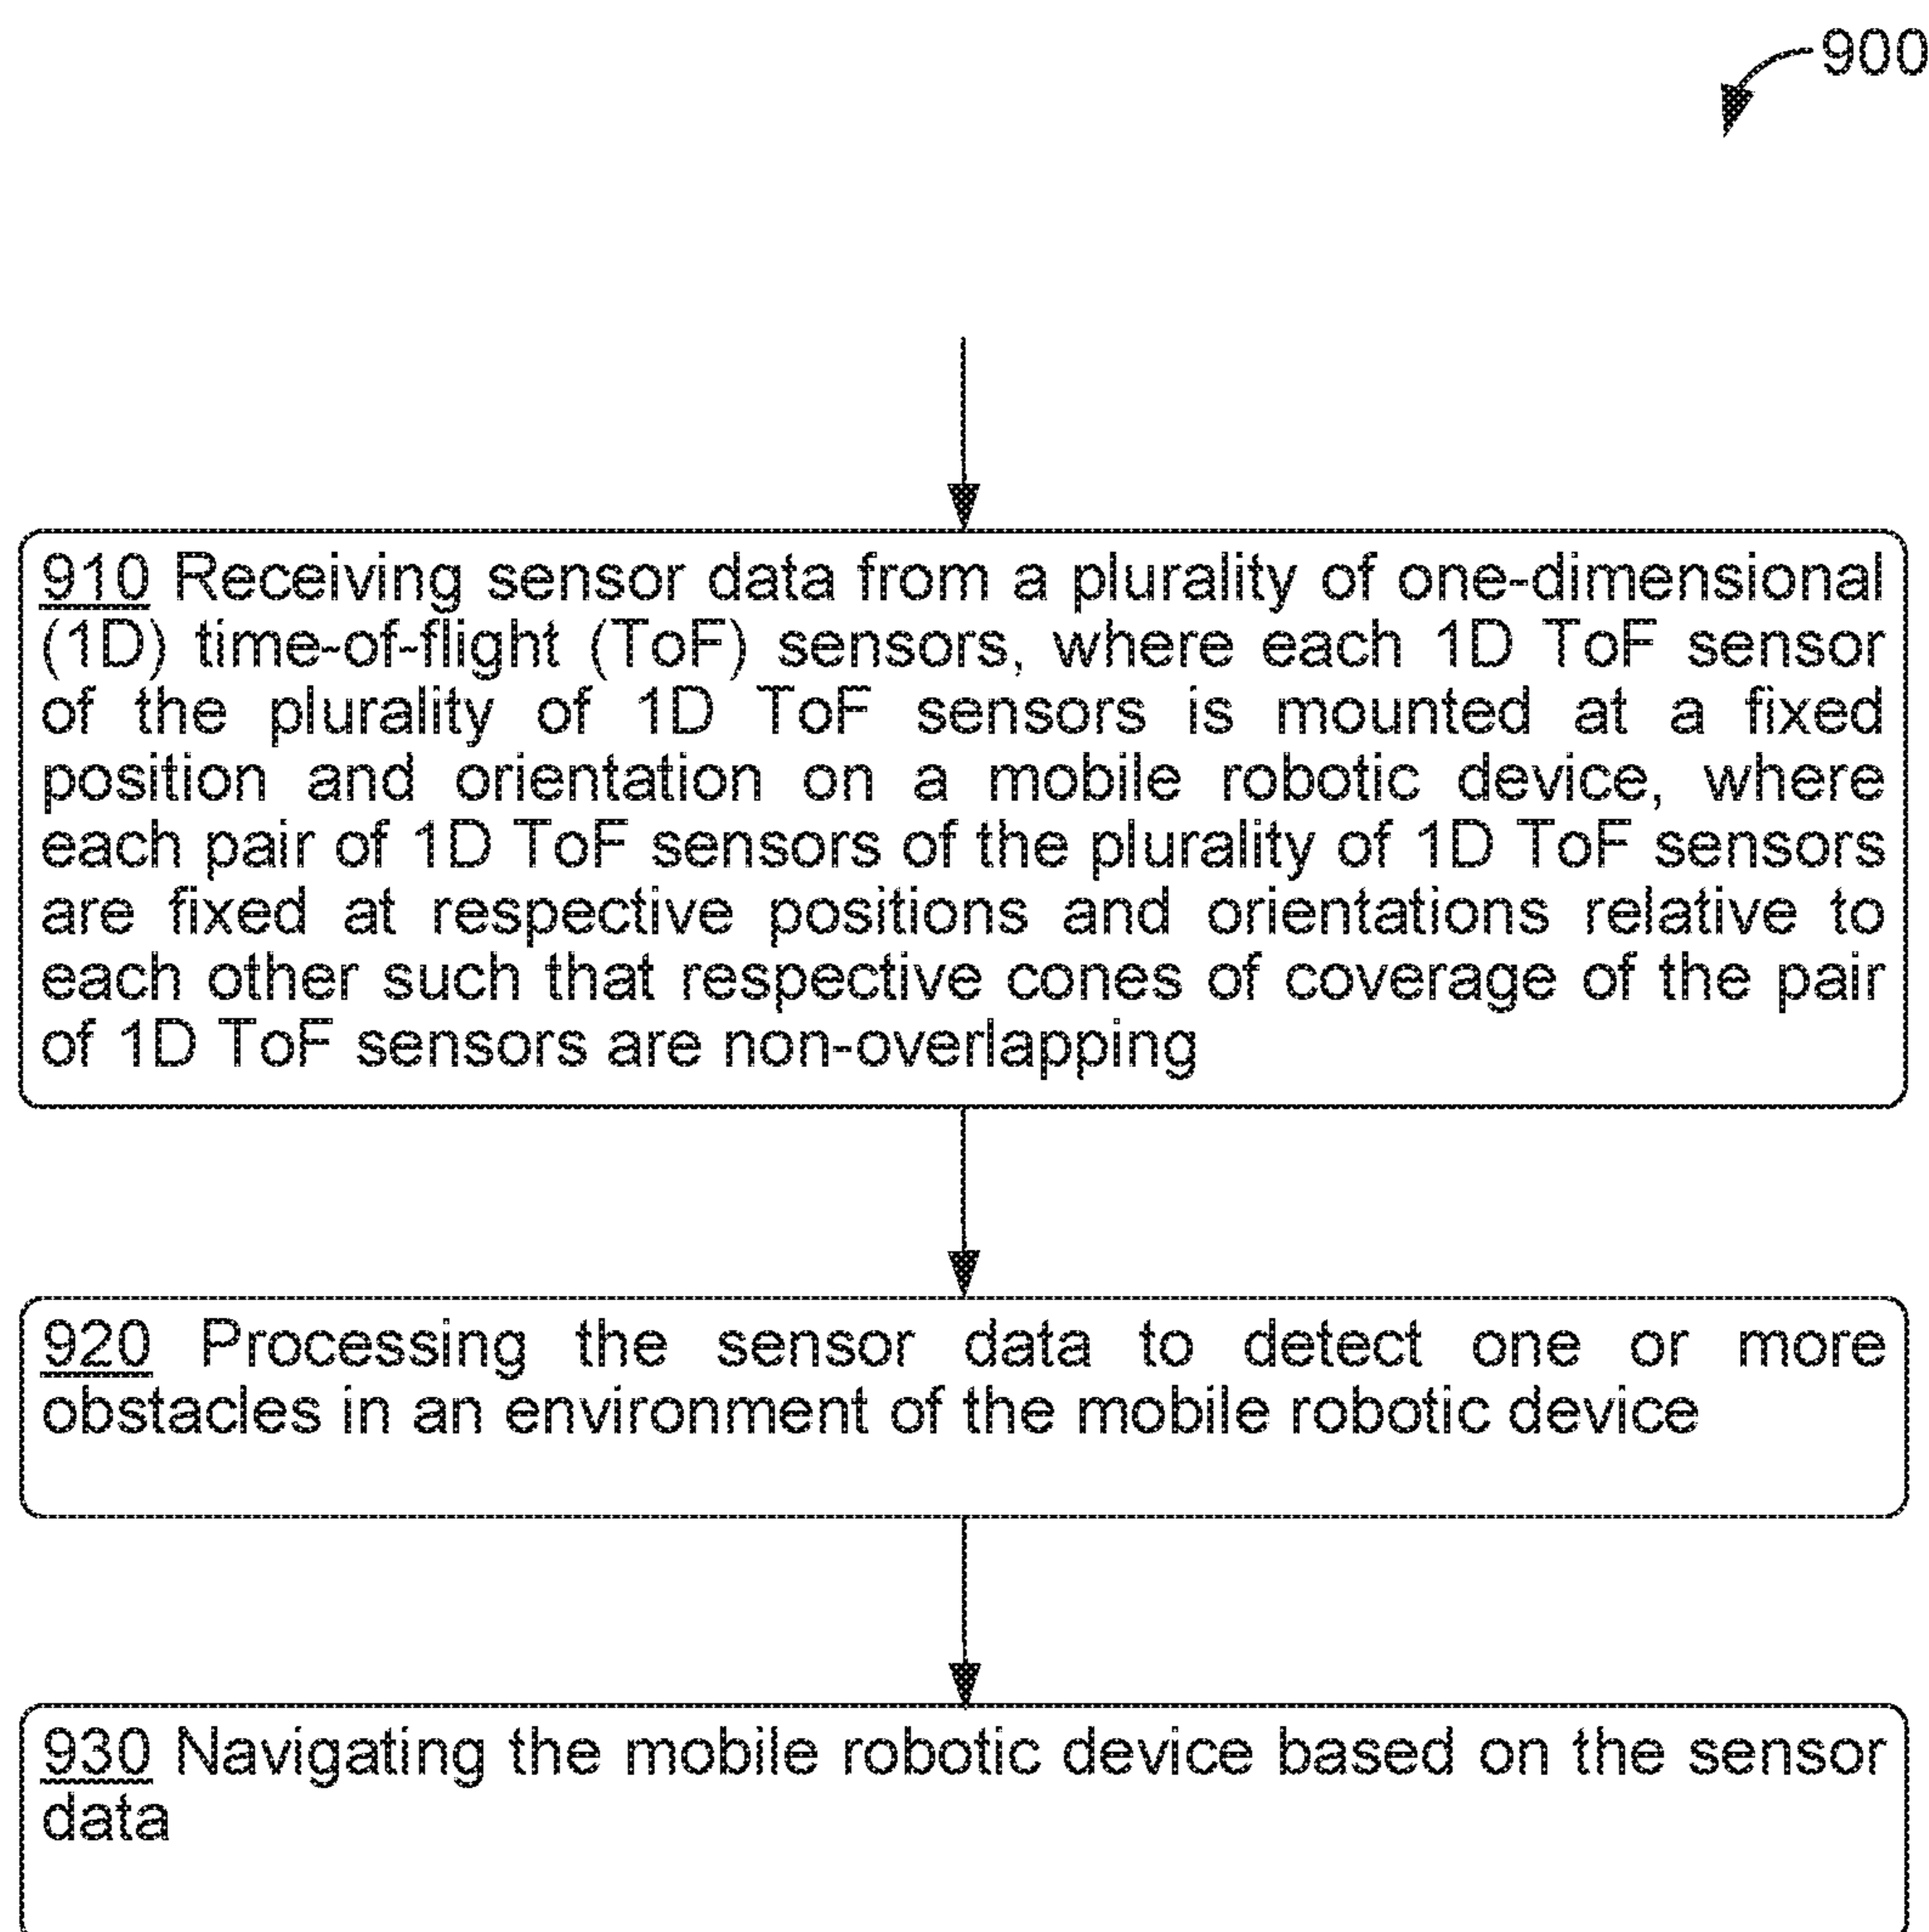 900
910 Receiving sensor data from a plurality of one-dimensional
(1D) time-of-flight (ToF) sensors, where each 1D ToF sensor
of the plurality of 1D ToF sensors is mounted at a fixed
position and orientation on a mobile robotic device, where
each pair of 1D ToF sensors of the plurality of 1D ToF sensors
are fixed at respective positions and orientations relative to
each other such that respective cones of coverage of the pair
of 1D ToF sensors are non-overlapping
920 Processing the sensor data to detect one or more
obstacles in an environment of the mobile robotic device
930 Navigating the mobile robotic device based on the sensor
data